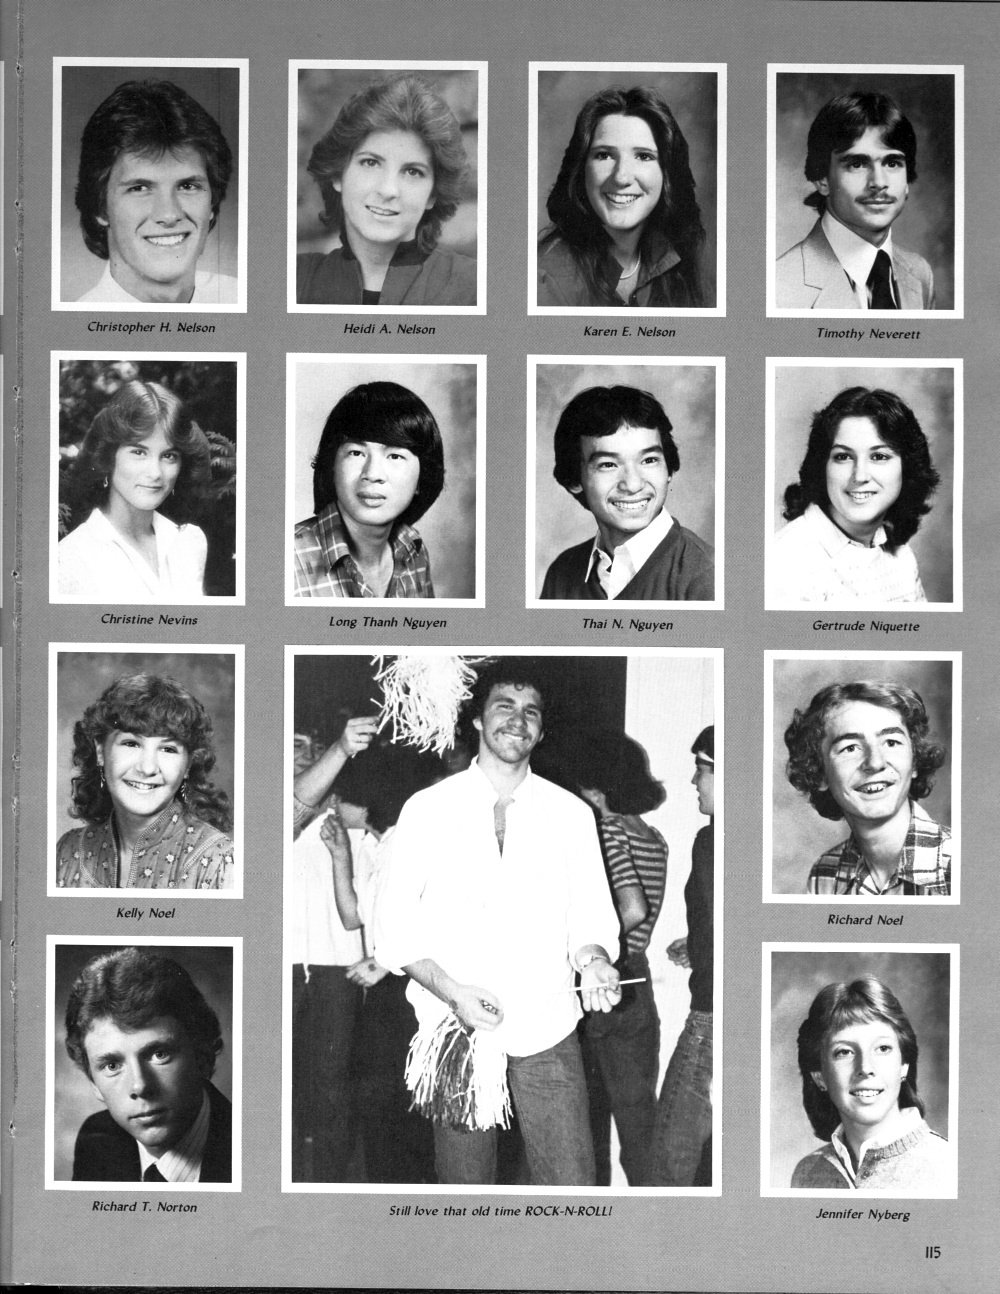 Christopher H. Nelson
Heidi A. Nelson
Karen E. Nelson
Timothy Neverett
Christine Nevins
Long Thanh Nguyen
Thai N. Nguyen
Gertrude Niquette
Kelly Noel
Richard Noel
Richard T. Norton
Still love that old time ROCK-N-ROLL!
Jennifer Nyberg
115